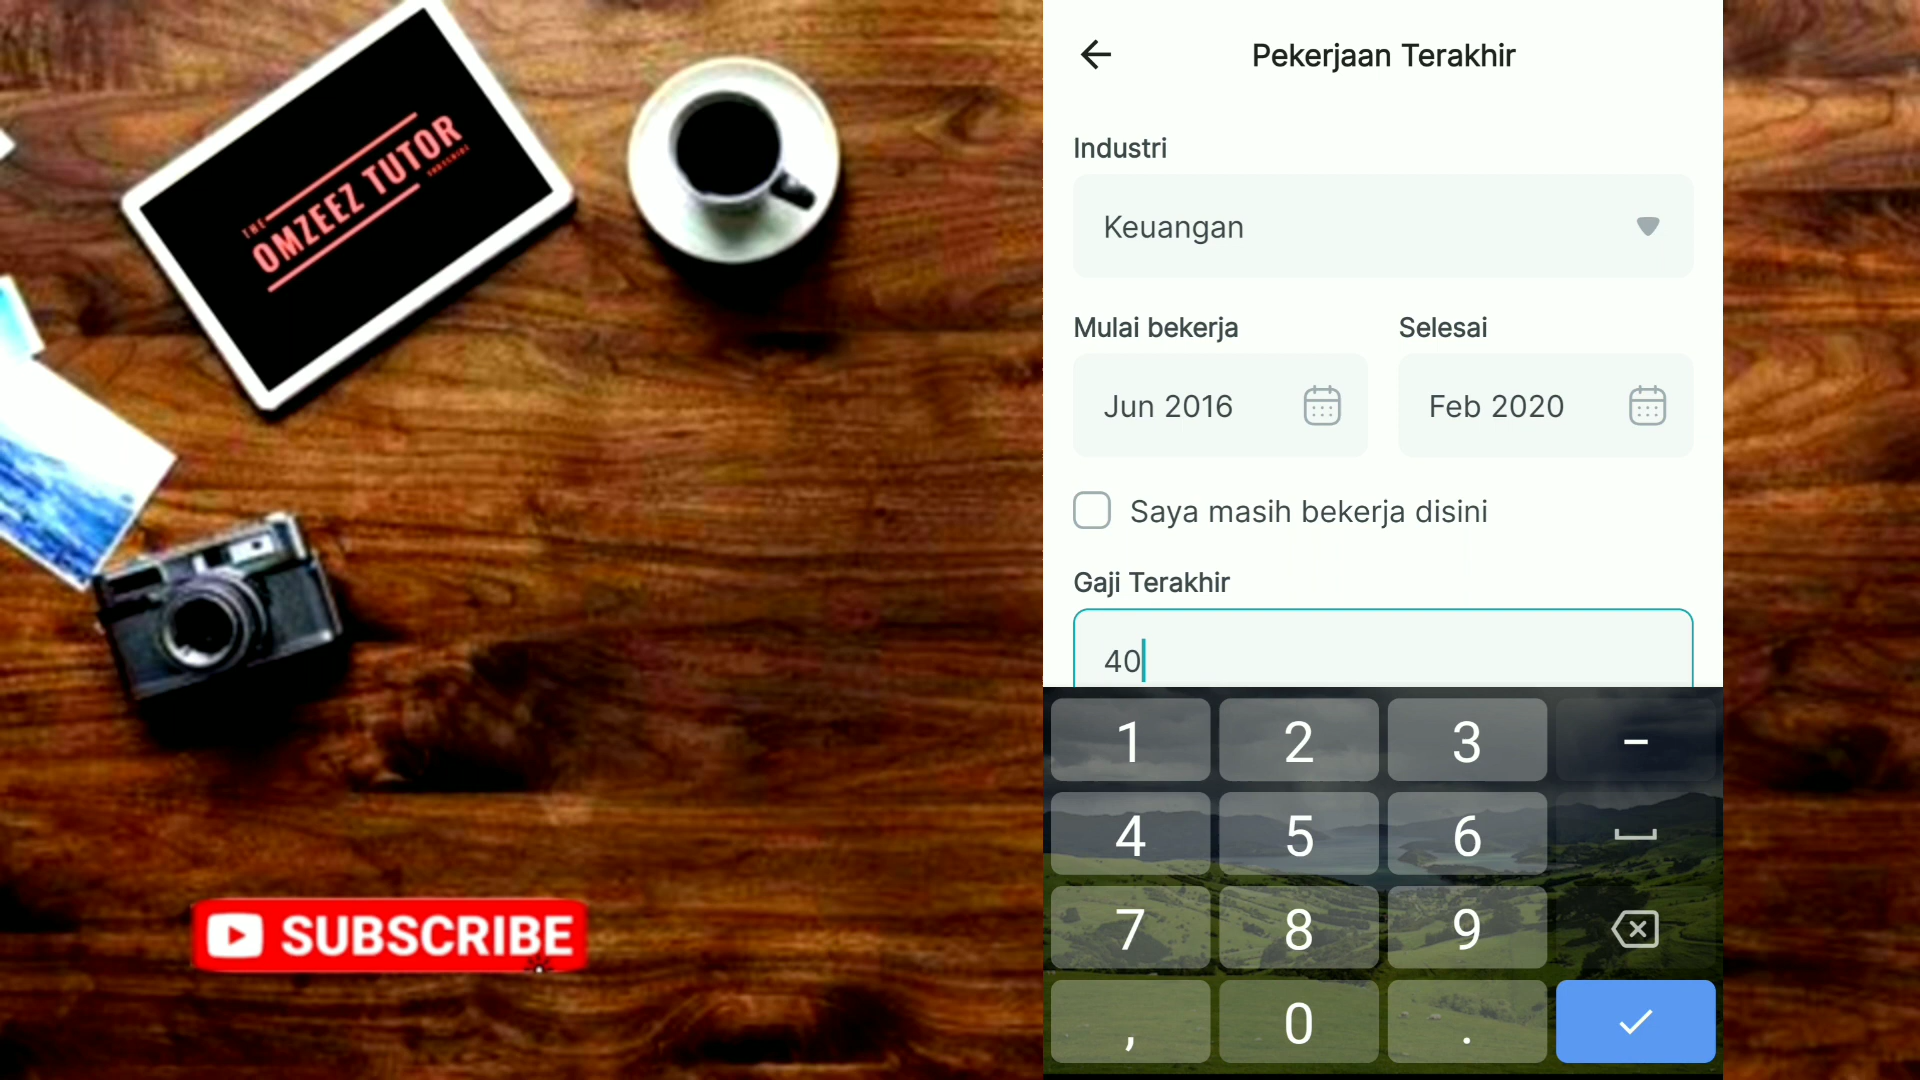 THE
OMZEEZ TUTOR
SUBSCRIBE
SUBSCRIBE
Pekerjaan Terakhir
Industri
Keuangan
Mulai bekerja
Selesai
Jun 2016
Feb 2020
Saya masih bekerja disini
Gaji Terakhir
40
1 2 3 –
4 5 6
7 8 9
, 0 .